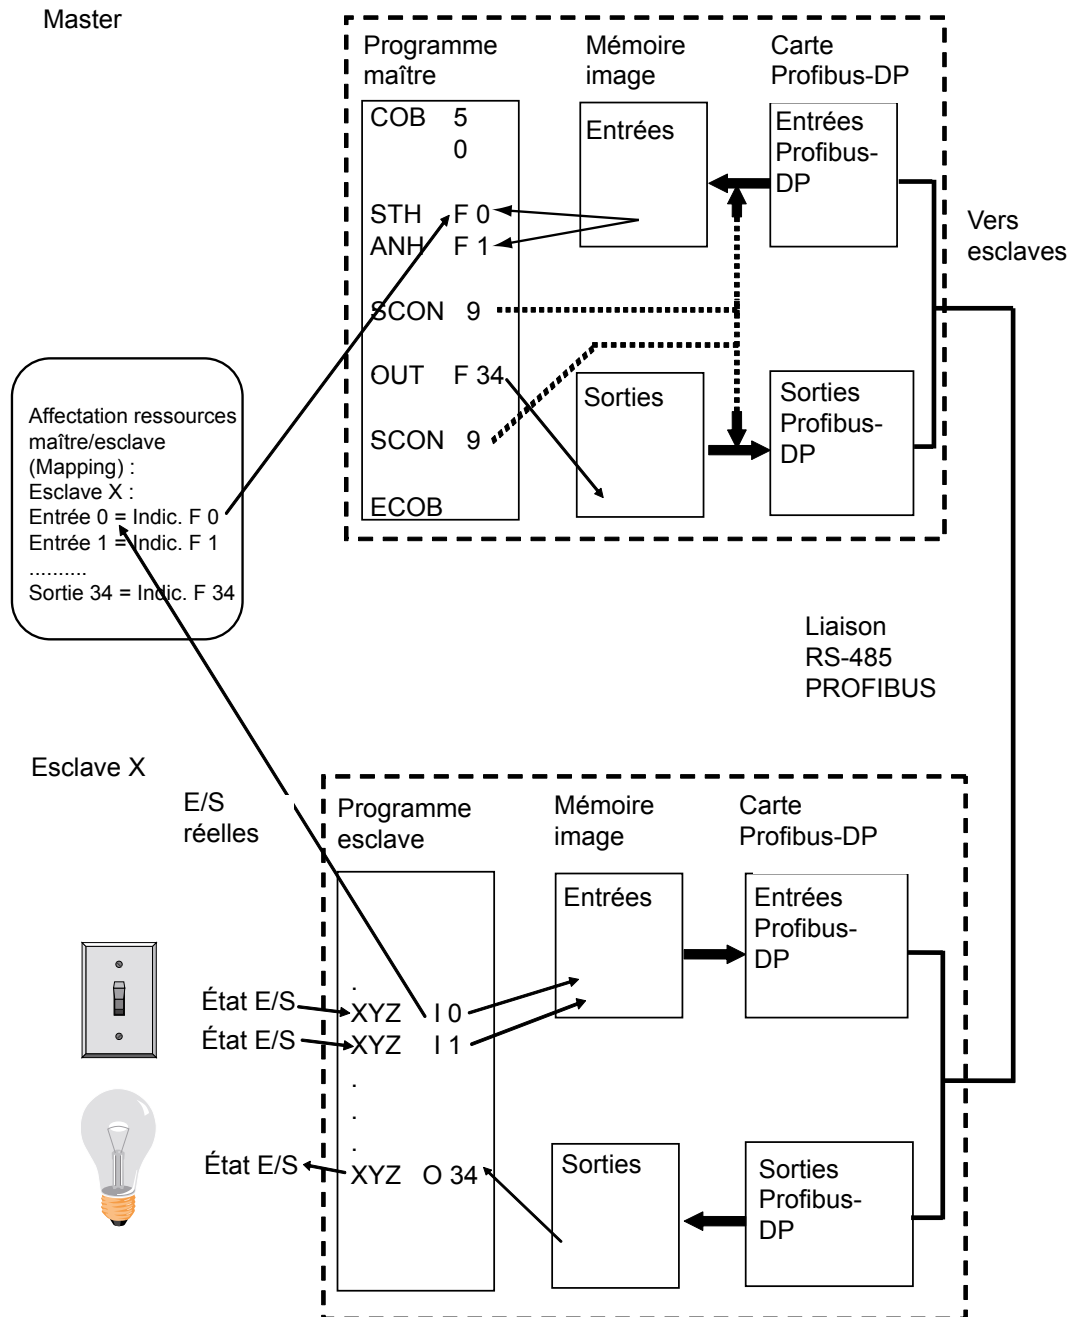 Master
Programme
maître
Mémoire
image
Carte
Profibus-DP
COB 5
0
STH F 0
ANH F 1
SCON 9
OUT F 34
SCON 9
ECOB
Entrées
Entrées
Profibus-
DP
Sorties
Sorties
Profibus-
DP
Vers
esclaves
Affectation ressources
maître/esclave
(Mapping) :
Esclave X :
Entrée 0 = Indic. F 0
Entrée 1 = Indic. F 1
..........
Sortie 34 = Indic. F 34
Liaison
RS-485
PROFIBUS
Esclave X
E/S
réelles
Programme
esclave
Mémoire
image
Carte
Profibus-DP
.
État E/S XYZ I 0
État E/S XYZ I 1
.
.
.
État E/S XYZ O 34
Entrées
Entrées
Profibus-
DP
Sorties
Sorties
Profibus-
DP